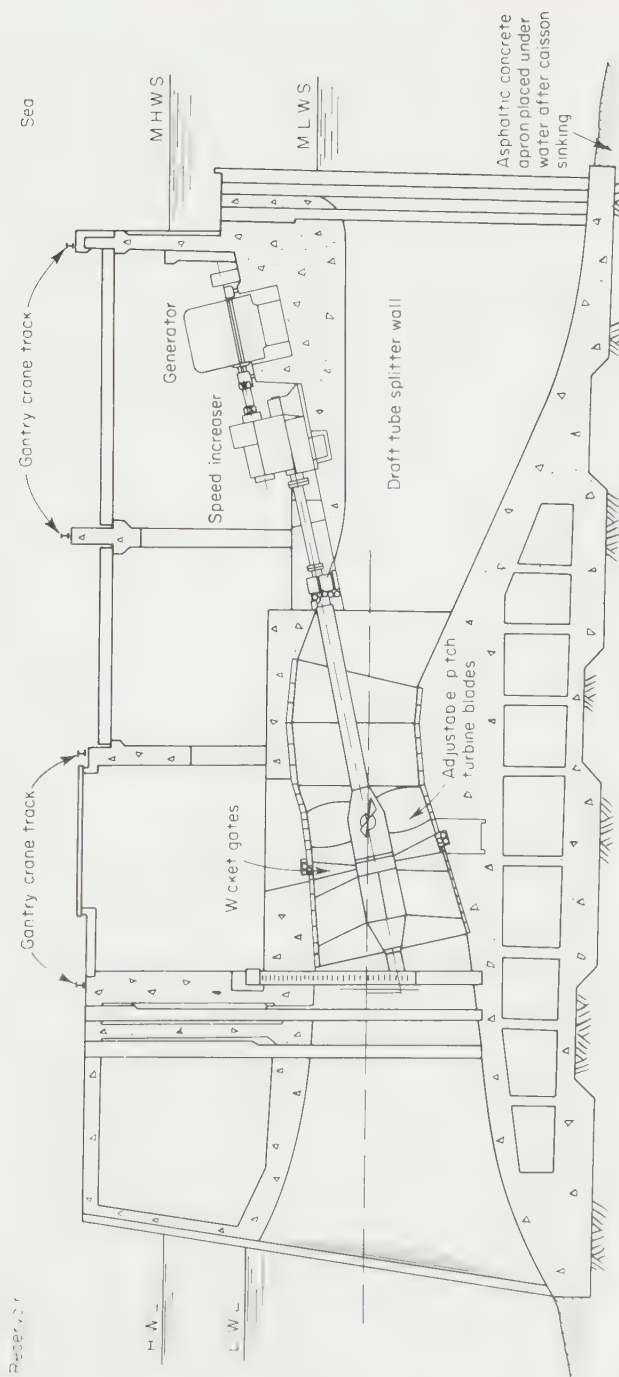 Reservoir
Sea
Gantry crane track
Gantry crane track
MHWS
MLWS
Generator
Speed increaser
Wicket gates
Draft tube splitter wall
Adjustable pitch
turbine blades
Asphaltic concrete
apron placed under
water after caisson
sinking